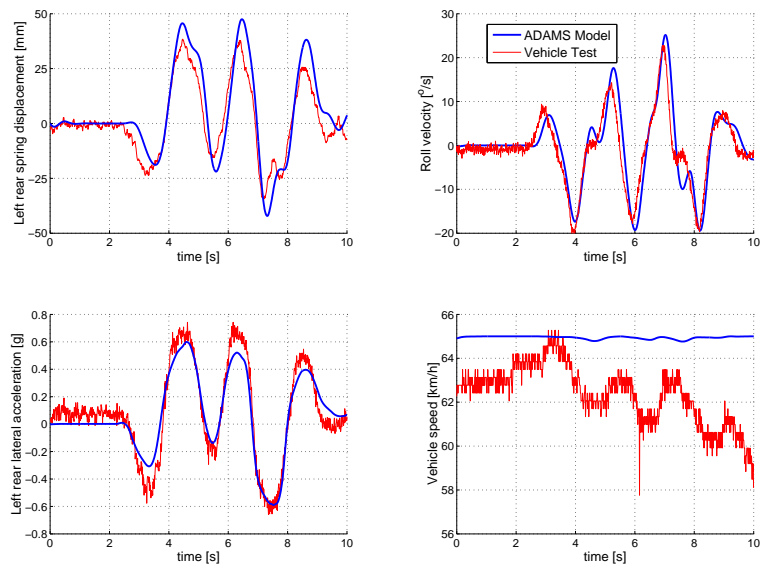 Left rear spring displacement [mm]
50
25
0
−25
−50
0 2 4 6 8 10
time [s]
Roll velocity [°/s]
30
20
10
0
−10
−20
0 2 4 6 8 10
time [s]
ADAMS Model
Vehicle Test
Left rear lateral acceleration [g]
0.8
0.6
0.4
0.2
0
−0.2
−0.4
−0.6
−0.8
0 2 4 6 8 10
time [s]
Vehicle speed [km/h]
66
64
62
60
58
56
0 2 4 6 8 10
time [s]